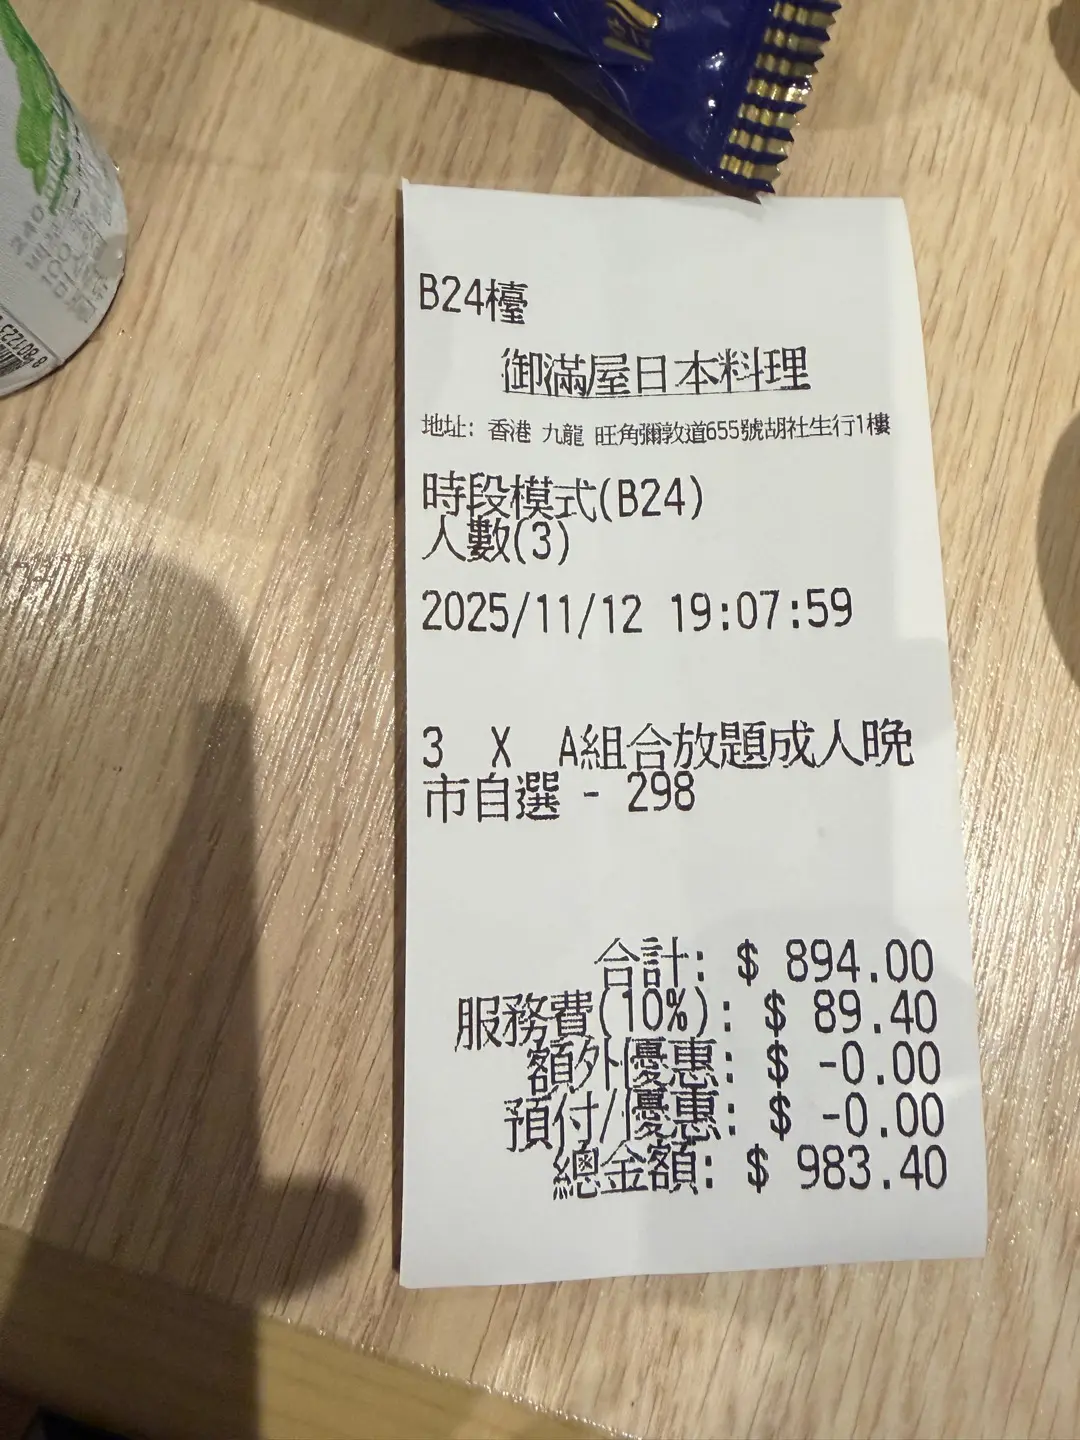 B24檯
御滿屋日本料理
地址: 香港 九龍 旺角彌敦道655號胡社生行1樓
時段模式(B24)
人數(3)
2025/11/12 19:07:59
3 X A組合放題成人晚
市自選 - 298
合計: $ 894.00
服務費(10%): $ 89.40
額外優惠: $ -0.00
預付/優惠: $ -0.00
總金額: $ 983.40